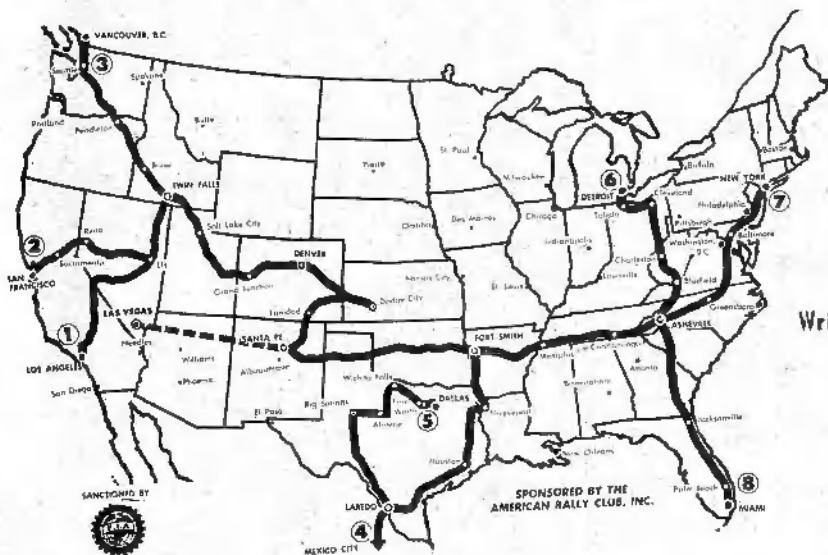 VANCOUVER, B.C.
3
Seattle
Spokane
Portland
Pendleton
Butte
Boise
TWIN FALLS
Pierre
St. Paul
Milwaukee
6
DETROIT
Buffalo
Boston
NEW YORK
7
Cleveland
Toledo
Chicago
Des Moines
Omaha
Philadelphia
Pittsburgh
Baltimore
Washington, D.C.
Indianapolis
Charleston
Louisville
Bluefield
Greensboro
2
Reno
Sacramento
SAN FRANCISCO
Ely
Salt Lake City
DENVER
Grand Junction
Kansas City
St. Louis
Dodge City
Trinidad
LAS VEGAS
1
Needles
LOS ANGELES
San Diego
Williams
Phoenix
SANTA FE
Albuquerque
El Paso
FORT SMITH
Memphis
Chattanooga
ASHEVILLE
Atlanta
Birmingham
Wichita Falls
Big Springs
Fort Worth
DALLAS
5
Abilene
Shreveport
Houston
New Orleans
Jacksonville
Palm Beach
8
MIAMI
LAREDO
4
MEXICO CITY
SANCTIONED BY
F.I.A.
SPONSORED BY THE
AMERICAN RALLY CLUB, INC.
Wri